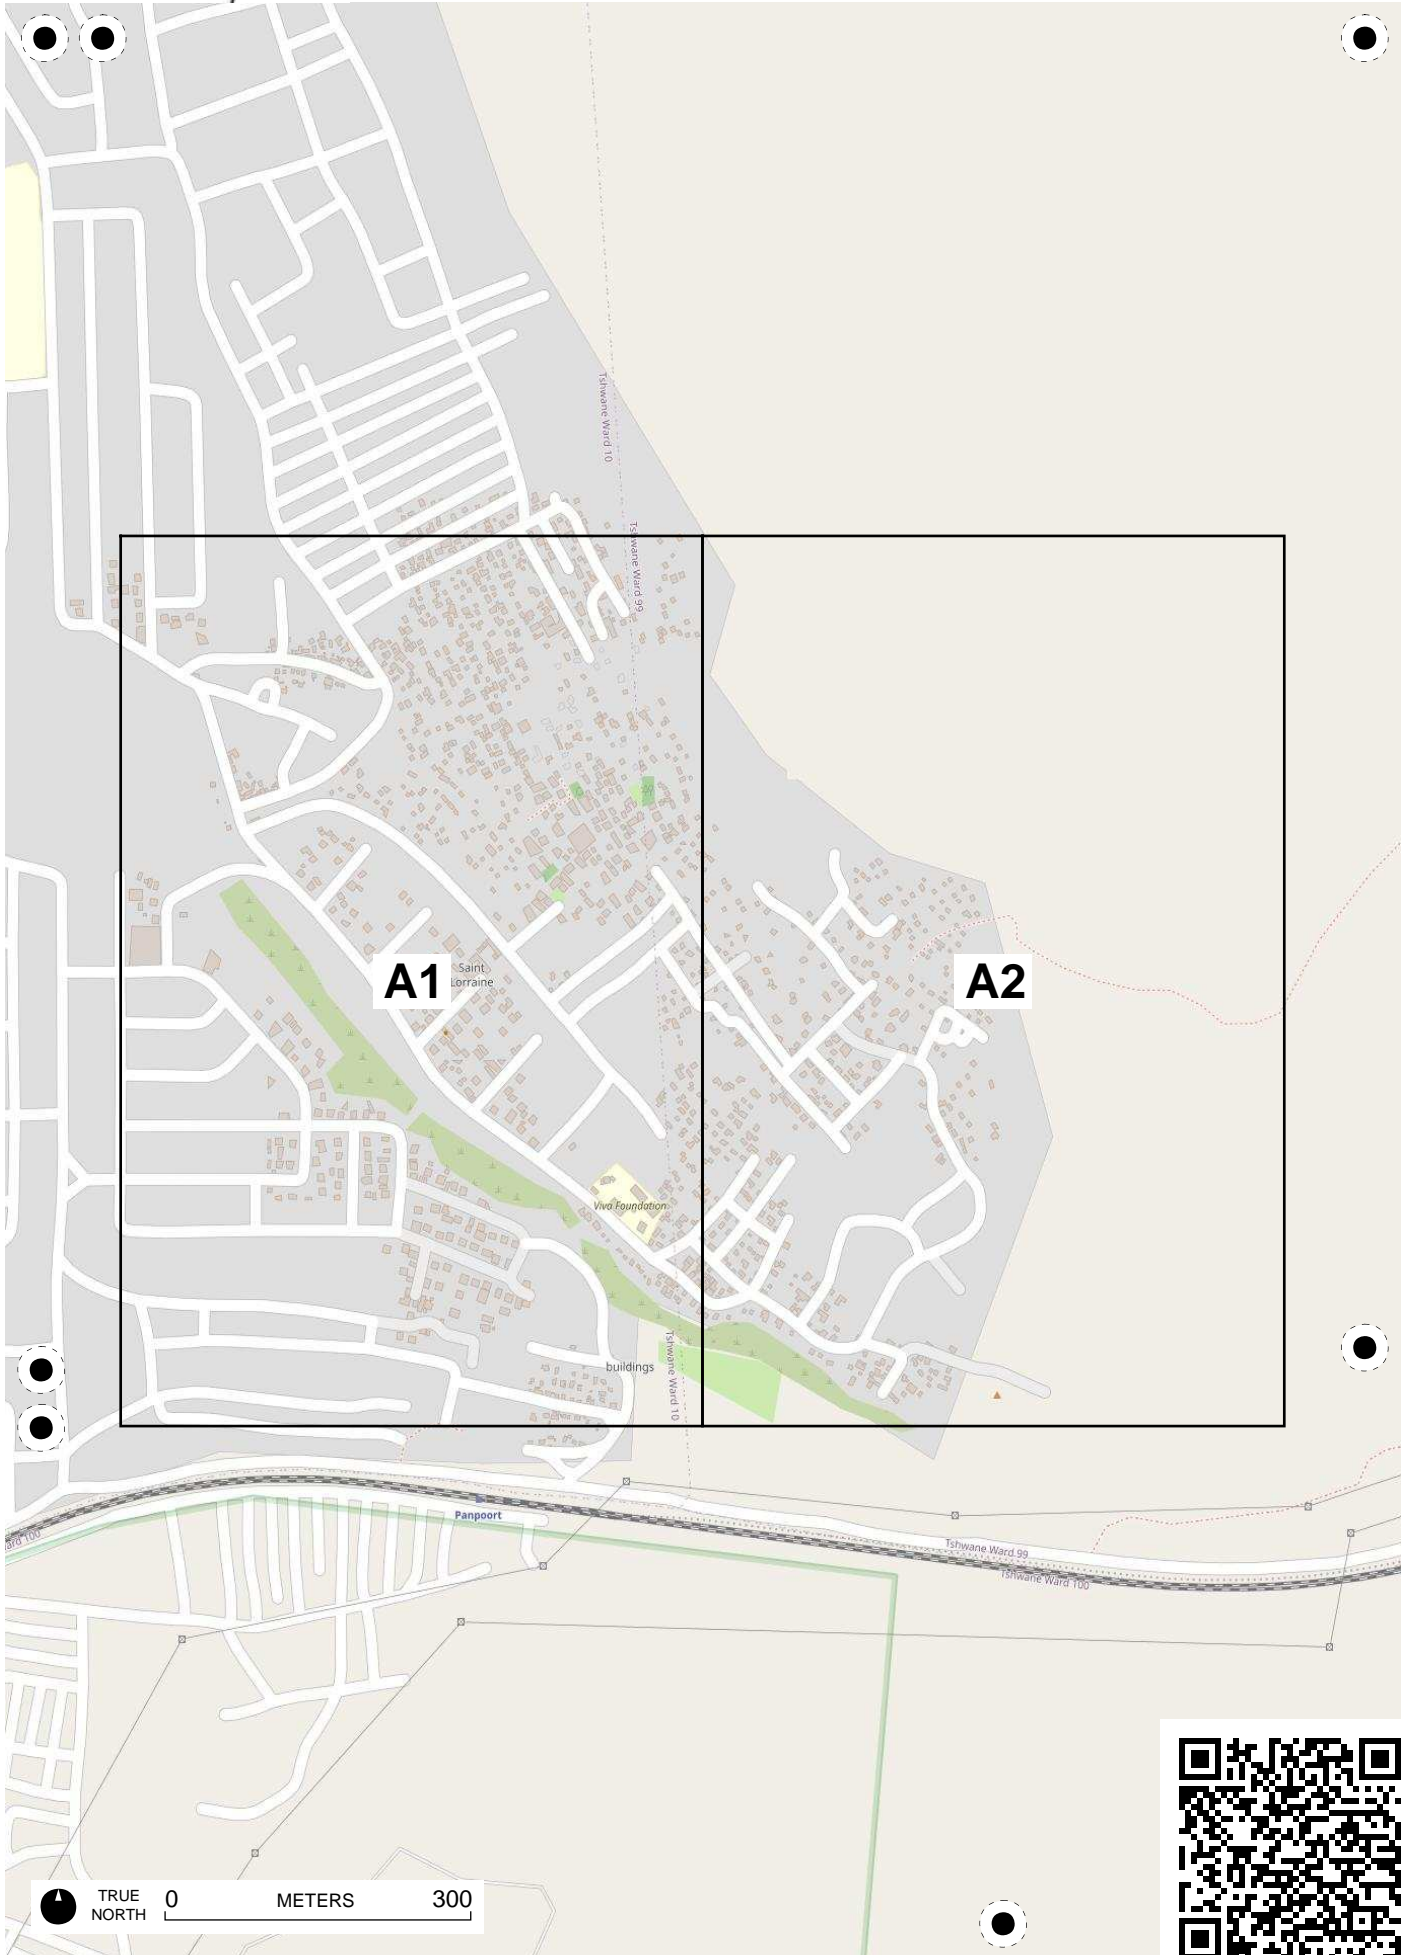 Tshwane Ward 10
Tshwane Ward 99
A1
A2
Saint
Lorraine
Viva Foundation
buildings
Tshwane Ward 10
Panpoort
Tshwane Ward 99
Tshwane Ward 100
ard 100
TRUE
NORTH
0 METERS 300